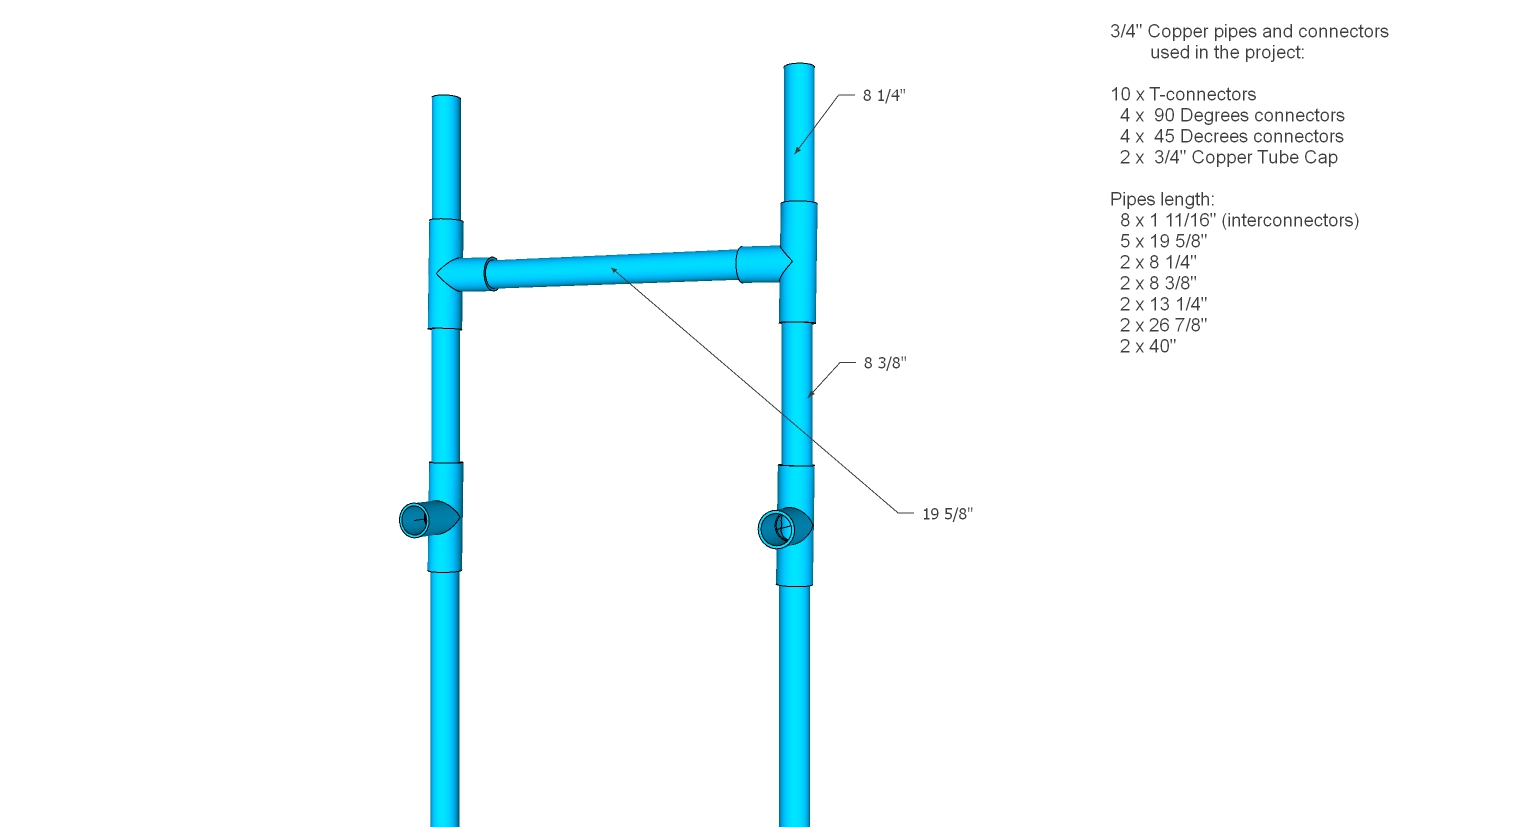 3/4" Copper pipes and connectors
used in the project:
10 x T-connectors
4 x 90 Degrees connectors
4 x 45 Decrees connectors
2 x 3/4" Copper Tube Cap
Pipes length:
8 x 1 11/16" (interconnectors)
5 x 19 5/8"
2 x 8 1/4"
2 x 8 3/8"
2 x 13 1/4"
2 x 26 7/8"
2 x 40"
8 1/4"
8 3/8"
19 5/8"